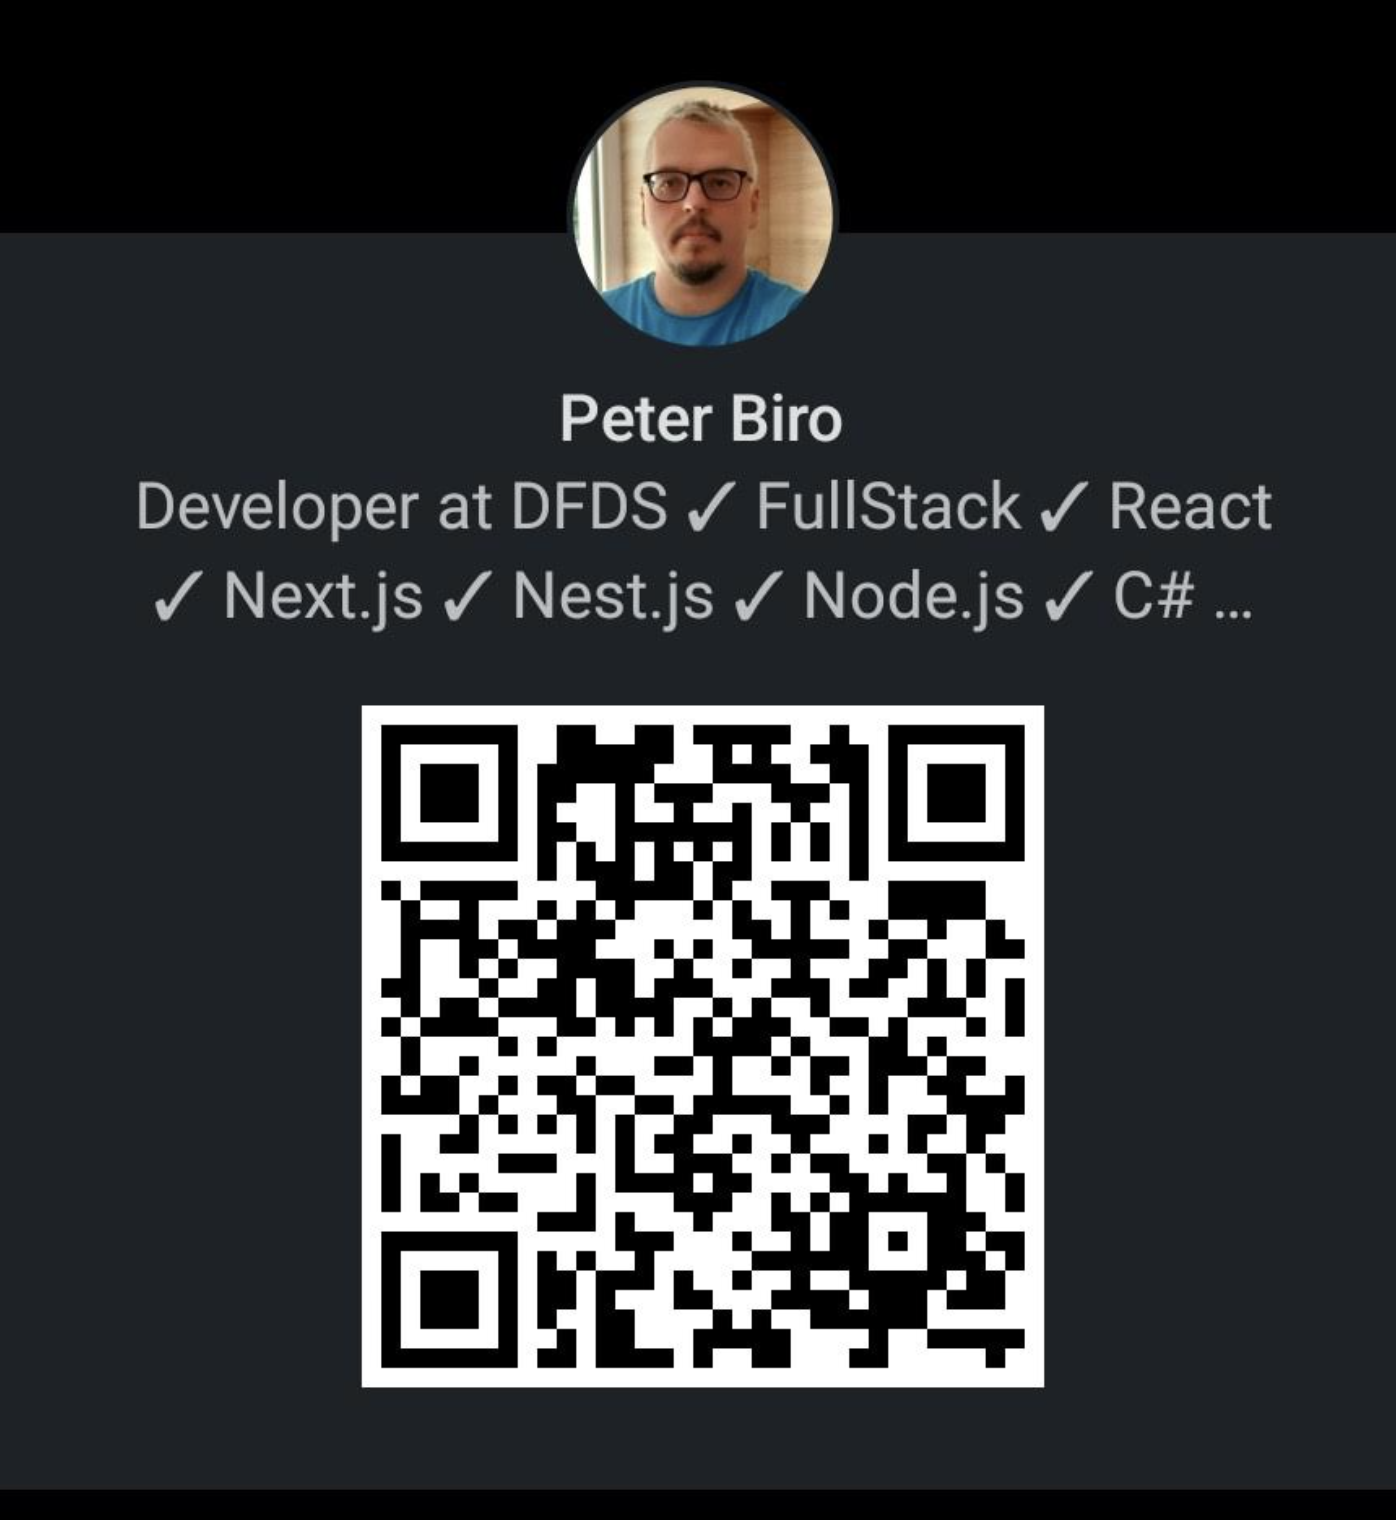 Peter Biro
Developer at DFDS ✓ FullStack ✓ React
✓ Next.js ✓ Nest.js ✓ Node.js ✓ C# ...